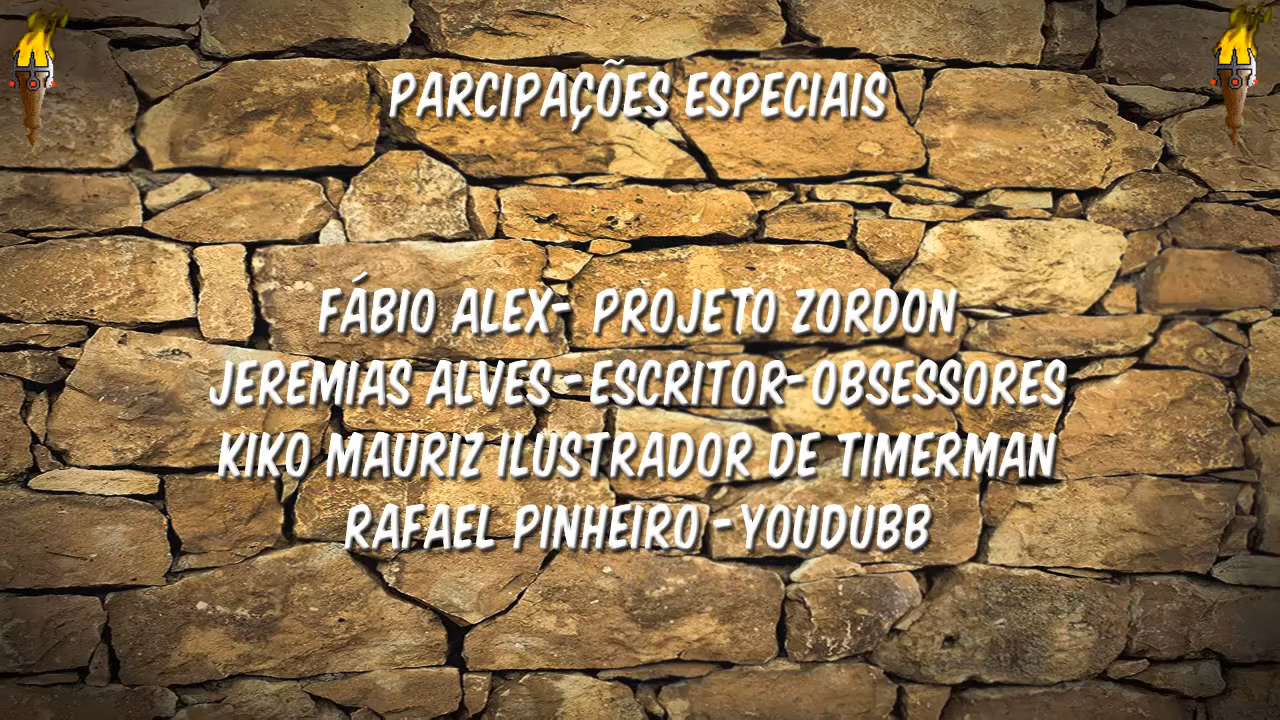 PARCIPAÇÕES ESPECIAIS
FÁBIO ALEX- PROJETO ZORDON
JEREMIAS ALVES -ESCRITOR-OBSESSORES
KIKO MAURIZ ILUSTRADOR DE TIMERMAN
RAFAEL PINHEIRO -YOUDUBB